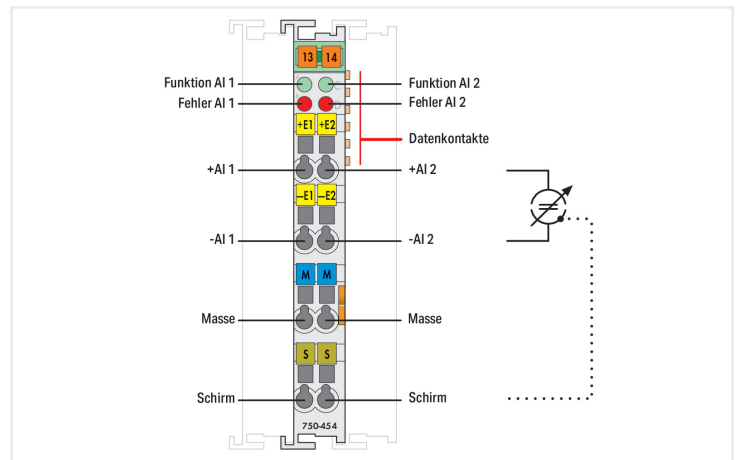 13 14
Funktion AI 1
Funktion AI 2
Fehler AI 1
Fehler AI 2
+E1 +E2
Datenkontakte
+AI 1
+AI 2
–E1 –E2
-AI 1
-AI 2
M M
Masse
Masse
S S
Schirm
Schirm
750-454